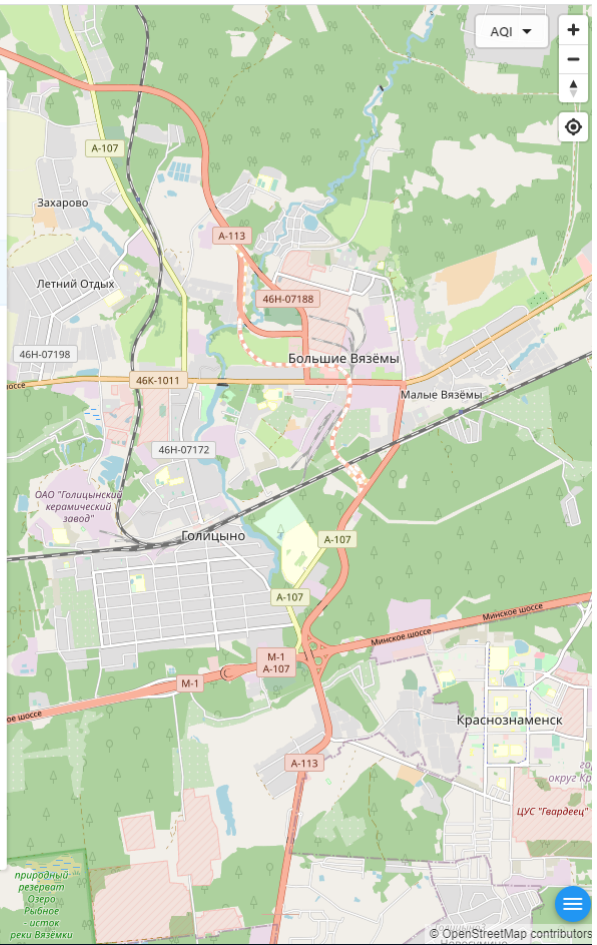 AQI
А-107
Захарово
А-113
Летний Отдых
46Н-07188
46Н-07198
Большие Вязёмы
46К-1011
Малые Вязёмы
46Н-07172
ОАО "Голицынский
керамический
завод"
Голицыно
А-107
А-107
Минское шоссе
Минское шоссе
М-1
А-107
М-1
ое шоссе
Краснознаменск
А-113
округ Кр
ЦУС "Гвардеец"
природный
резерват
Озеро
Рыбное
- исток
реки Вязёмки
© OpenStreetMap contributors